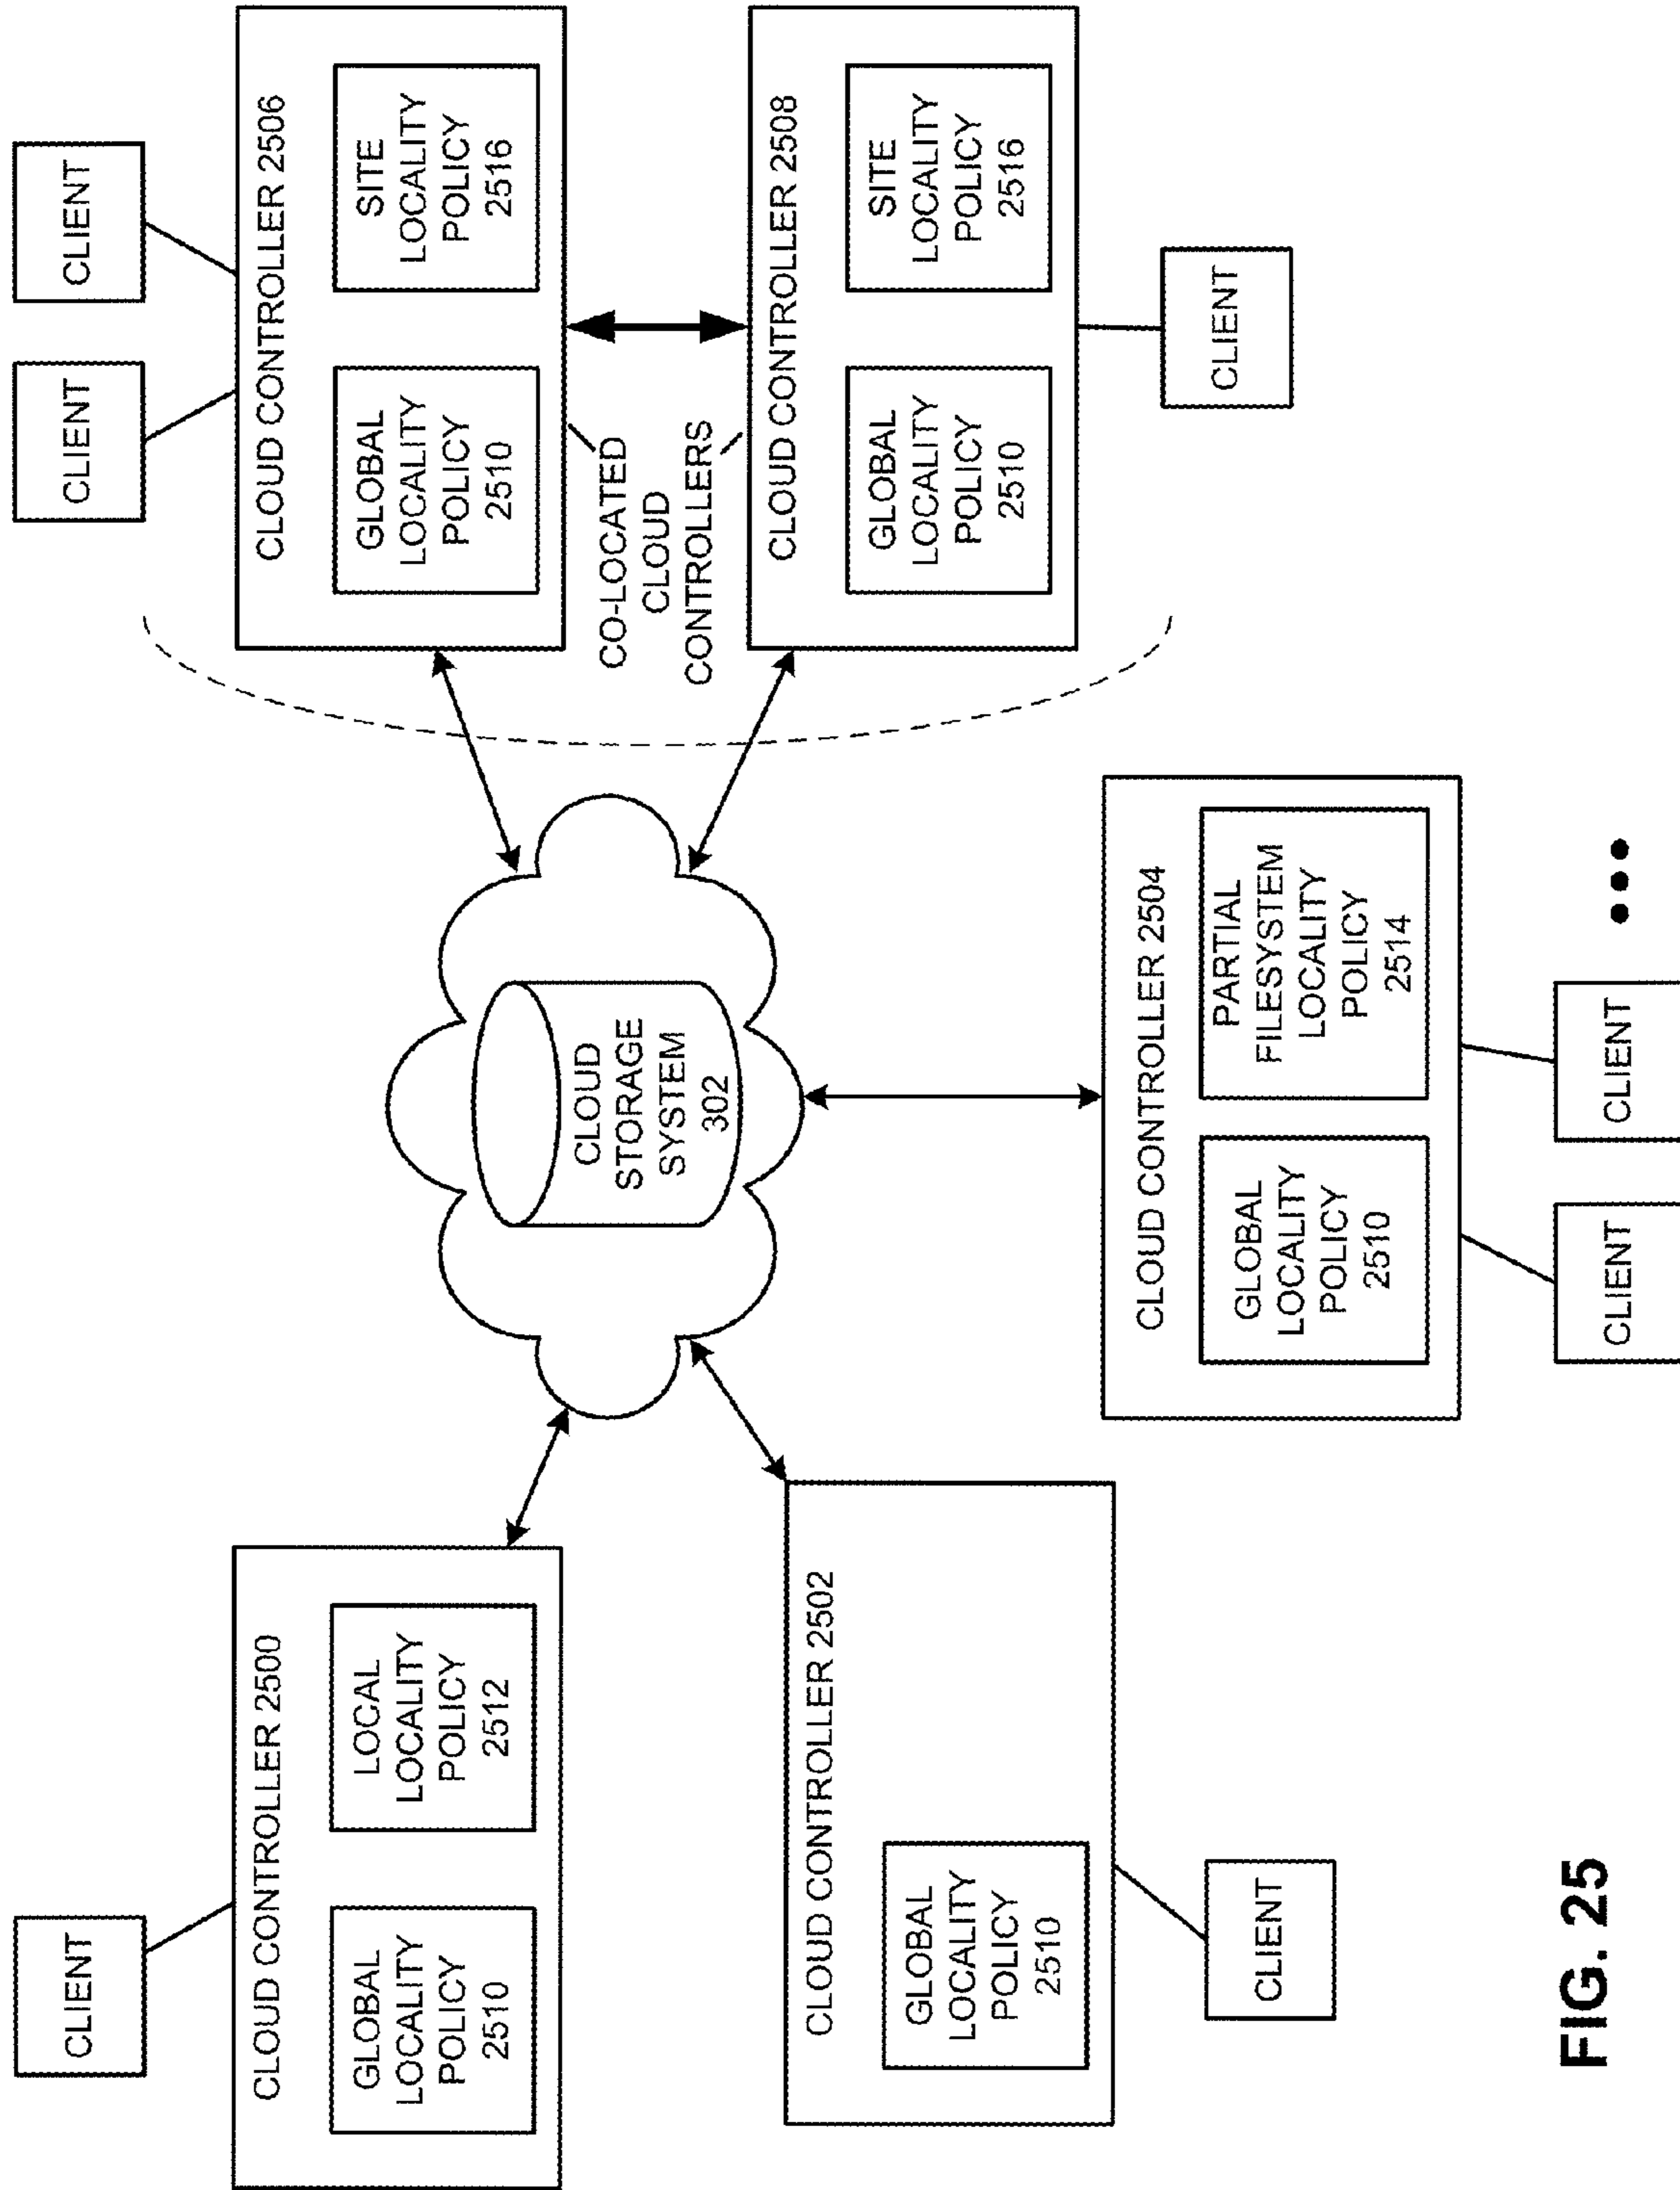 CLIENT
CLOUD CONTROLLER 2500
GLOBAL
LOCALITY
POLICY
2510
LOCAL
LOCALITY
POLICY
2512
CLOUD CONTROLLER 2502
GLOBAL
LOCALITY
POLICY
2510
CLIENT
CLOUD
STORAGE
SYSTEM
302
CLOUD CONTROLLER 2504
GLOBAL
LOCALITY
POLICY
2510
PARTIAL
FILESYSTEM
LOCALITY
POLICY
2514
CLIENT
CLIENT
CLIENT
CLIENT
CLOUD CONTROLLER 2506
GLOBAL
LOCALITY
POLICY
2510
SITE
LOCALITY
POLICY
2516
CO-LOCATED
CLOUD
CONTROLLERS
CLOUD CONTROLLER 2508
GLOBAL
LOCALITY
POLICY
2510
SITE
LOCALITY
POLICY
2516
CLIENT
FIG. 25